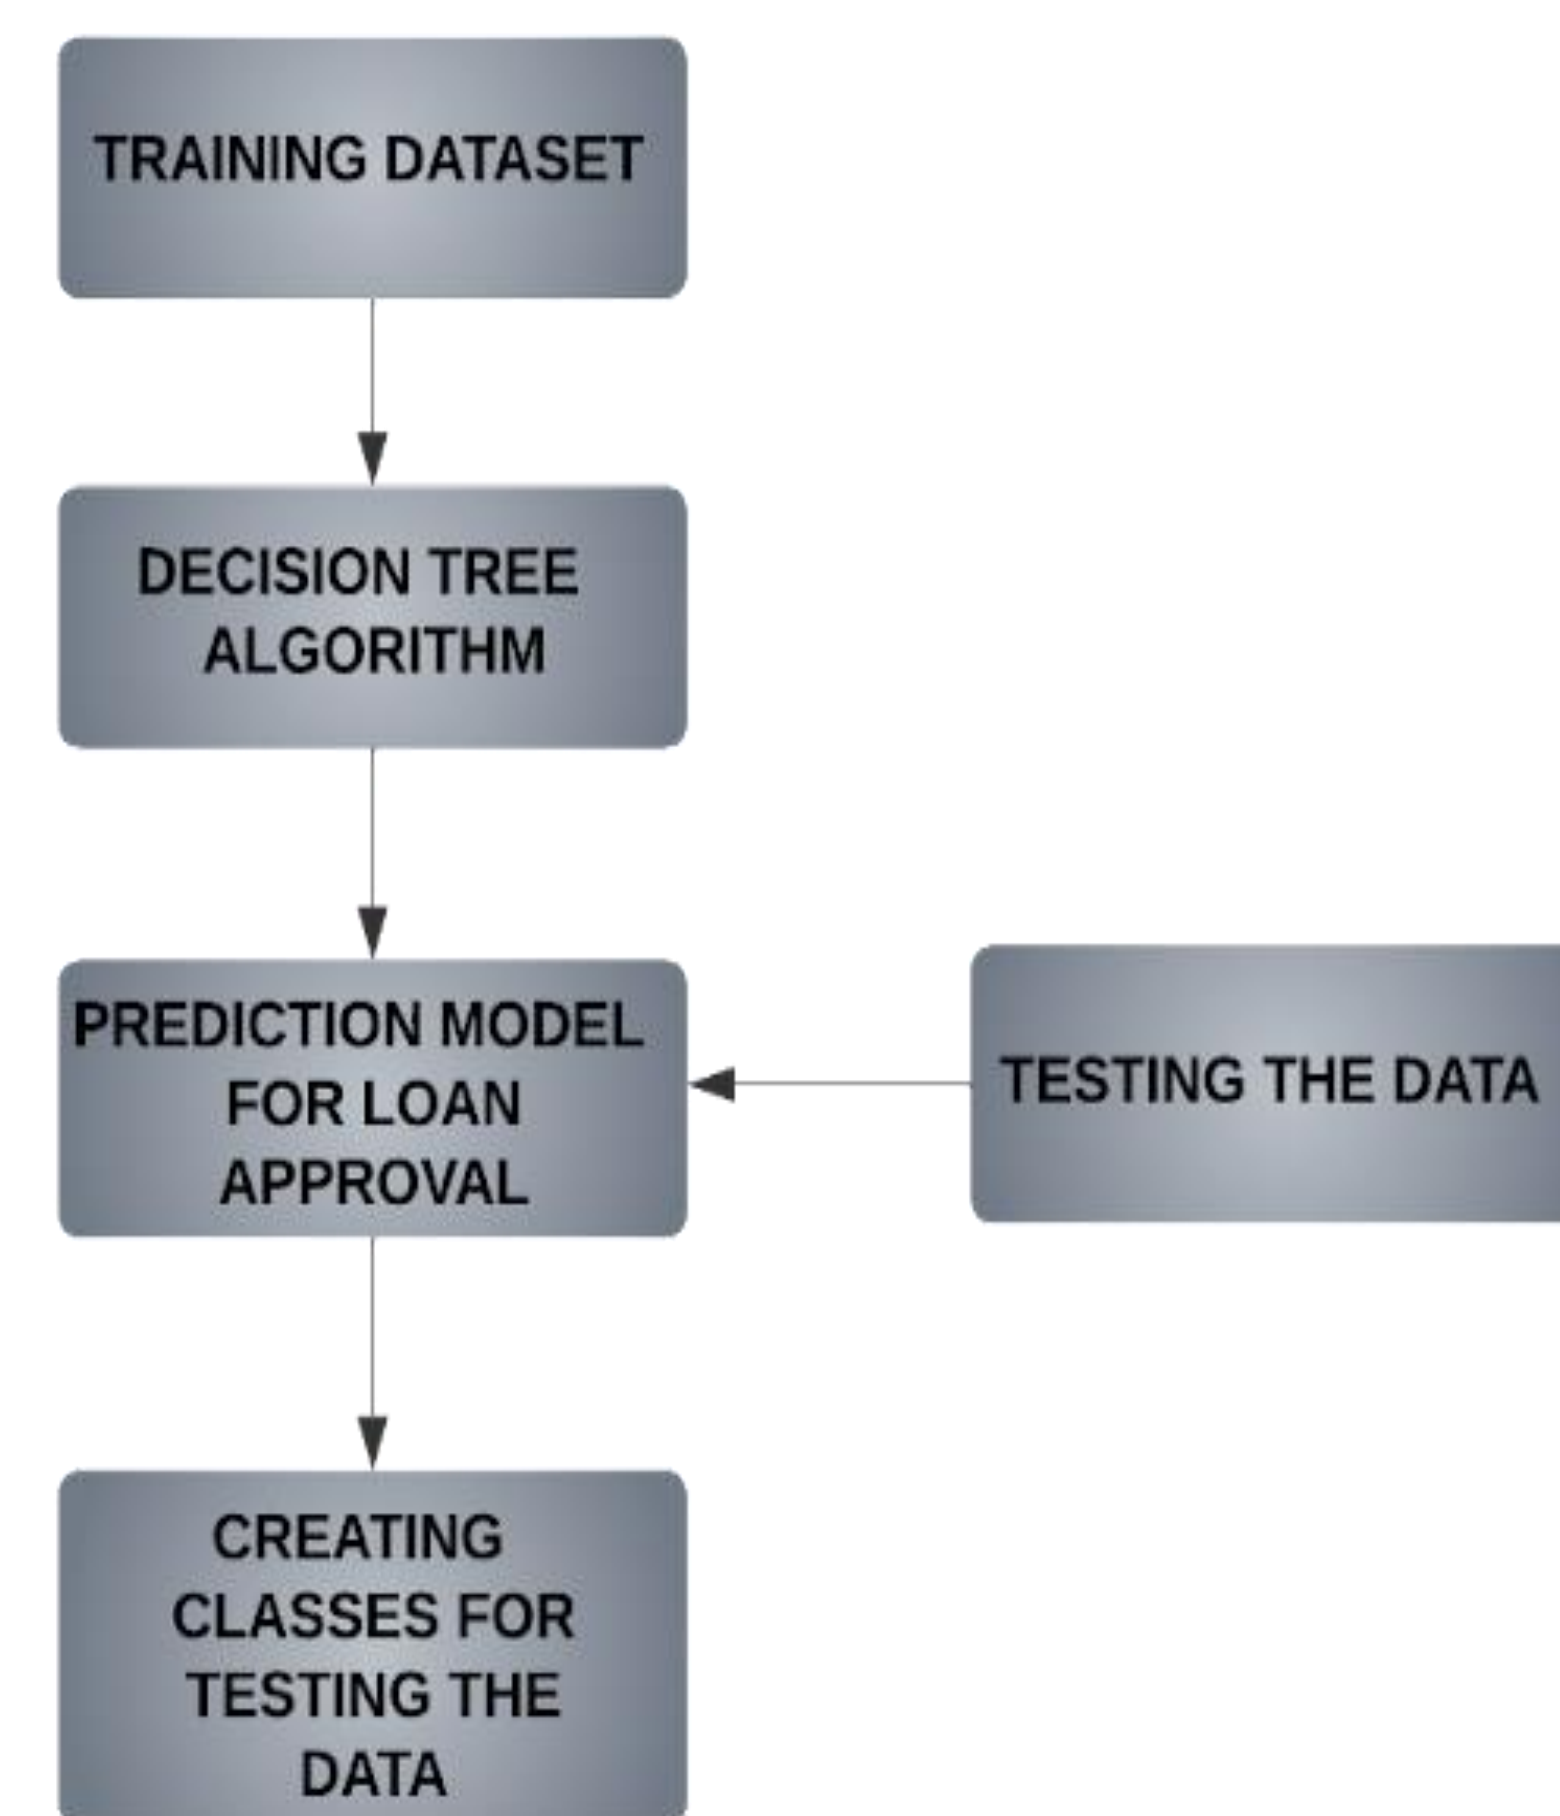 TRAINING DATASET
DECISION TREE
ALGORITHM
PREDICTION MODEL
FOR LOAN
APPROVAL
TESTING THE DATA
CREATING
CLASSES FOR
TESTING THE
DATA